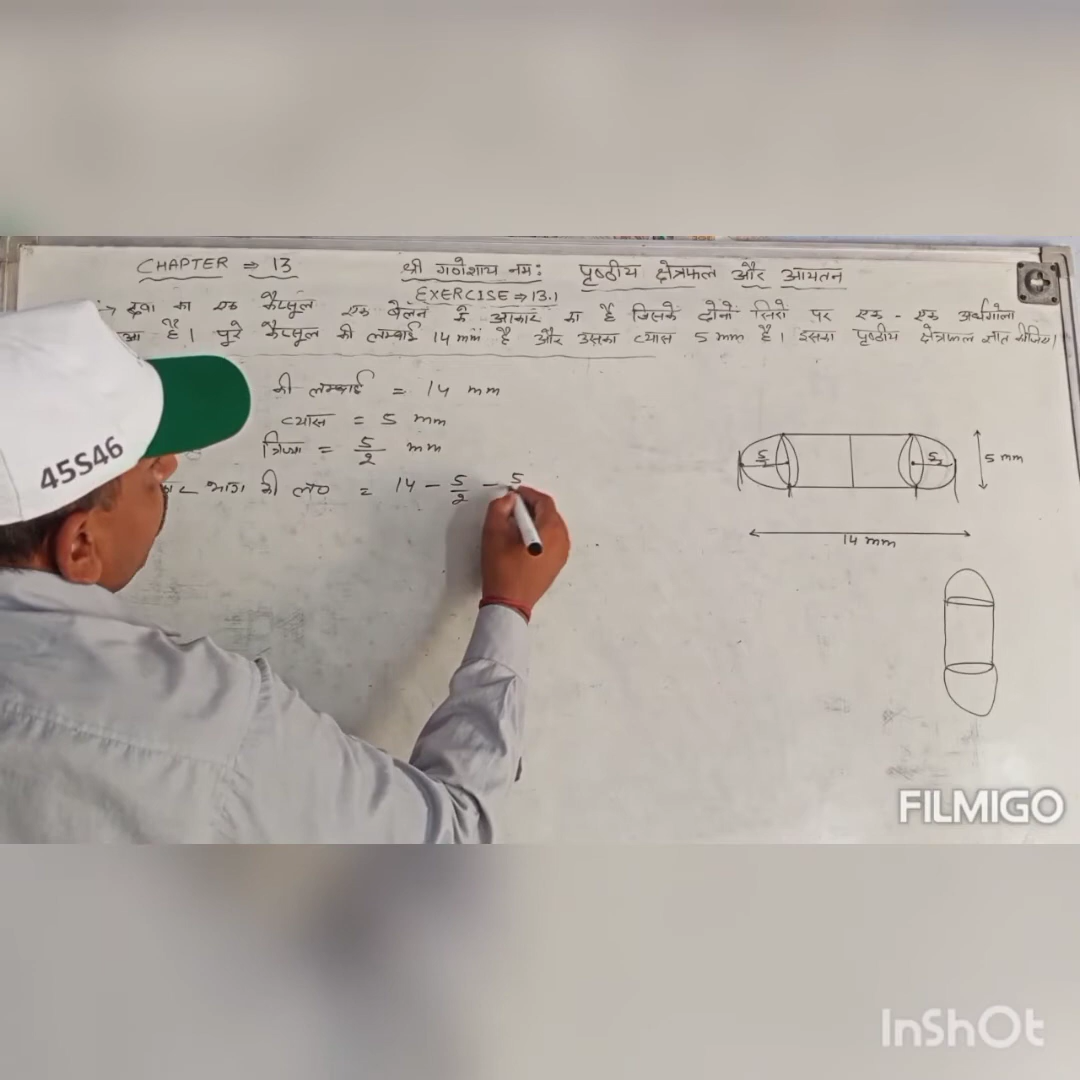 CHAPTER ⇒ 13 श्री गणेशाय नमः पृष्ठीय क्षेत्रफल और आयतन
EXERCISE ⇒ 13.1
→ दवा का एक कैप्सूल एक बेलन के आकार का है जिसके दोनों सिरों पर एक - एक अर्धगोला
है। पुरे कैप्सूल की लम्बाई 14 mm है और उसका व्यास 5 mm है। इसका पृष्ठीय क्षेत्रफल ज्ञात कीजिए।
की लम्बाई = 14 mm
व्यास = 5 mm
त्रिज्या = 5/2 mm
भाग की ल० = 14 - 5/2 - 5
5/2 5/2 5 mm
14 mm
45S46
FILMIGO
InShOt